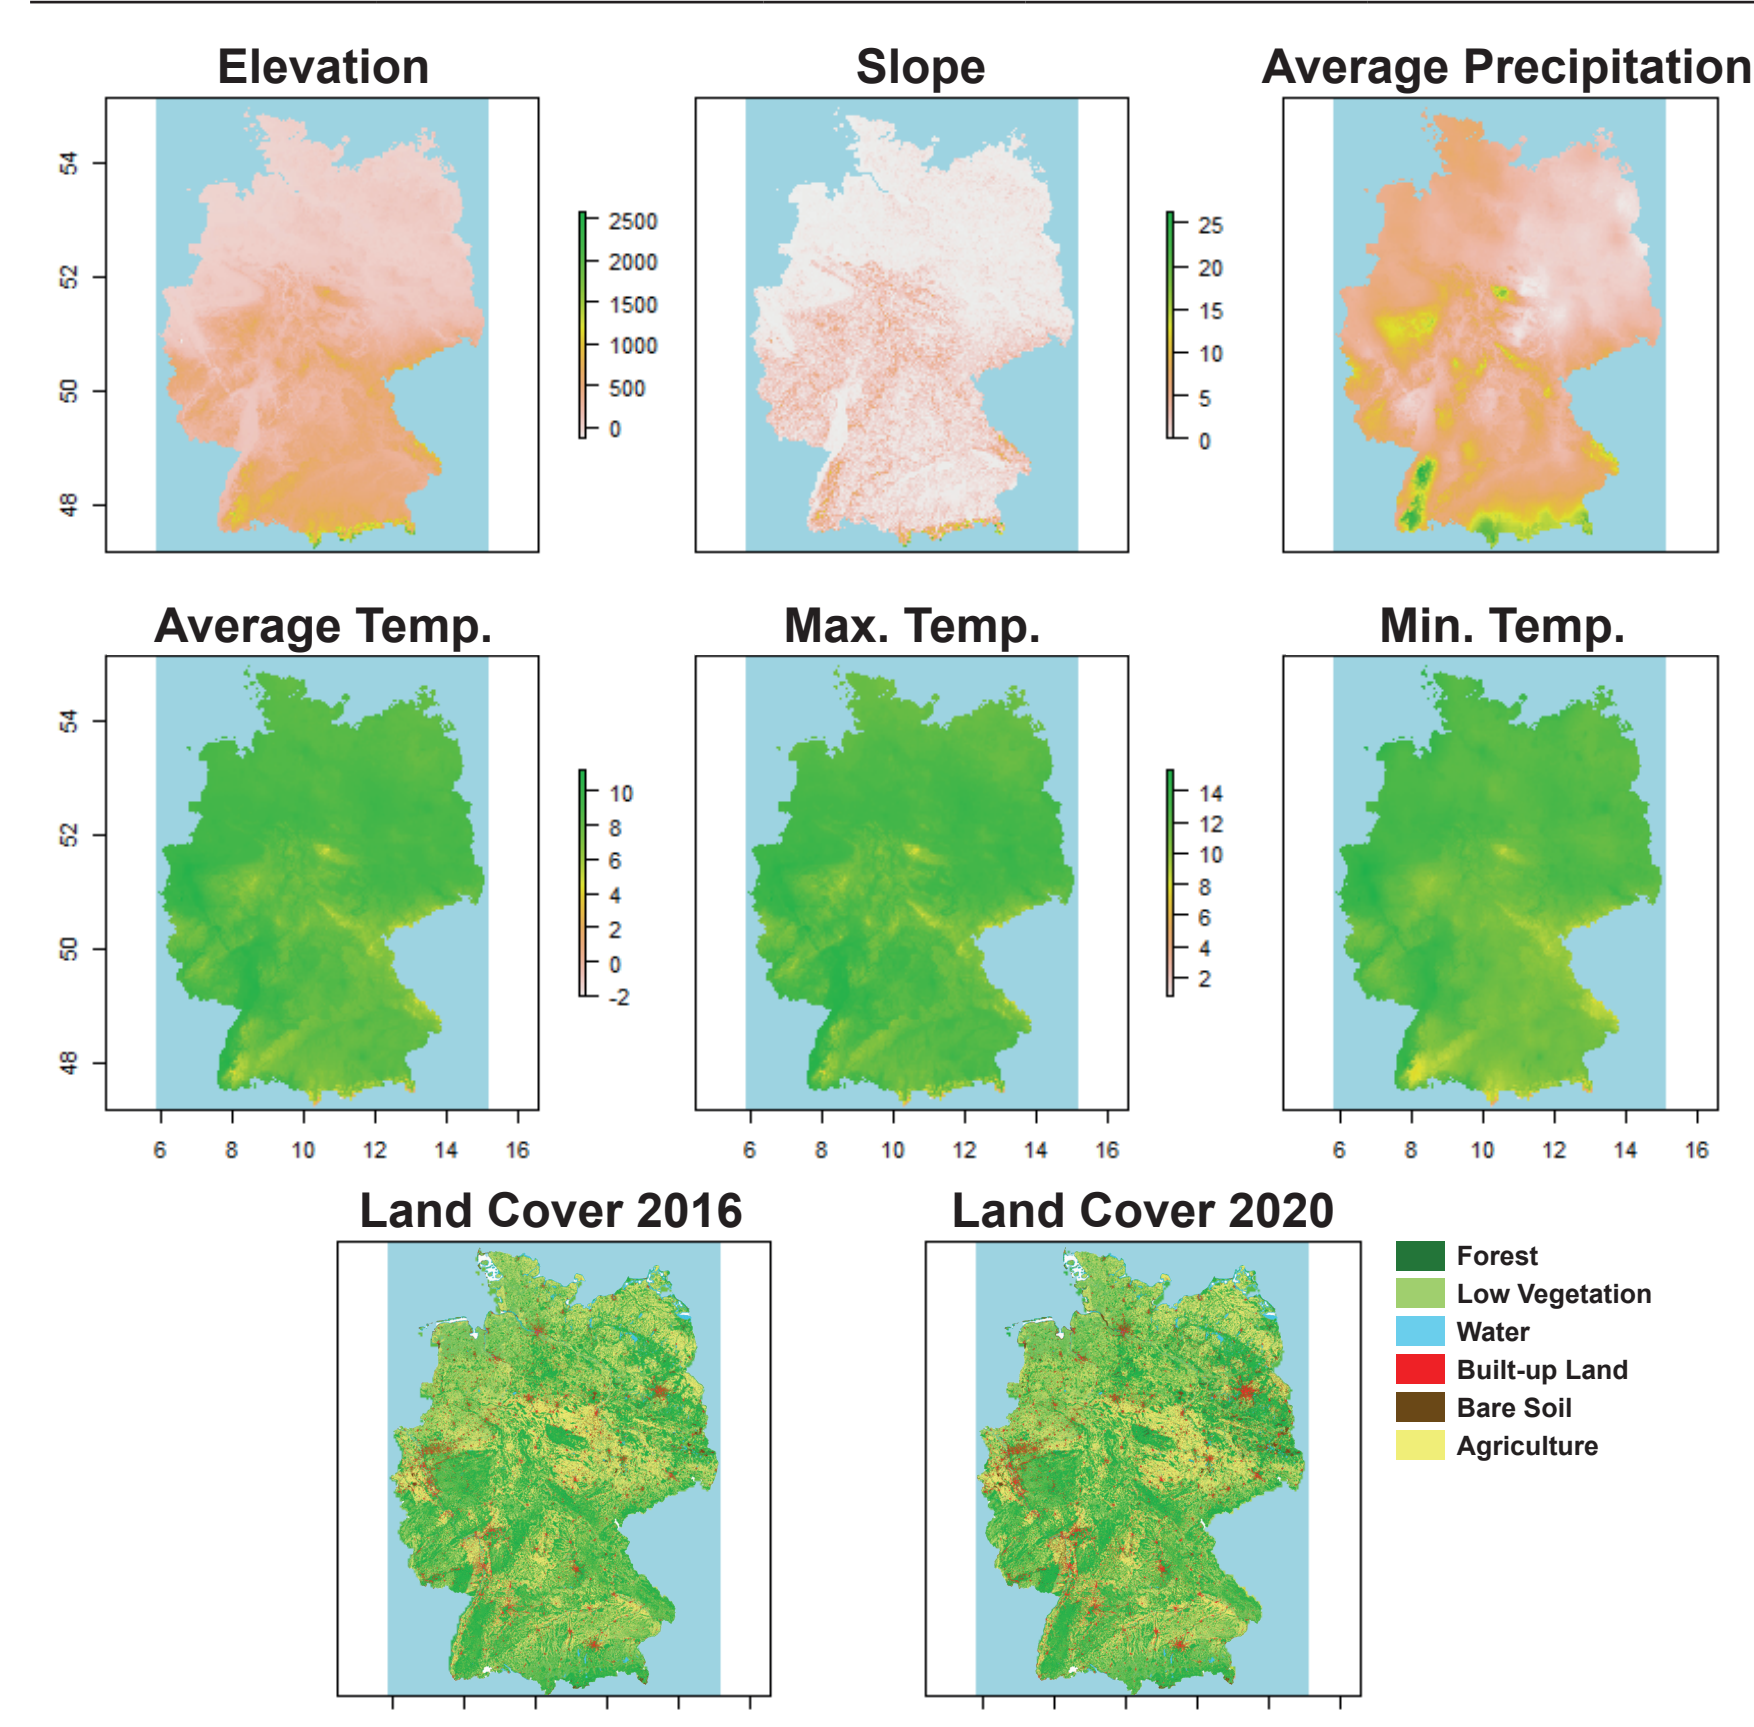 Elevation
Slope
Average Precipitation
54
52
50
48
2500
2000
1500
1000
500
0
25
20
15
10
5
0
Average Temp.
Max. Temp.
Min. Temp.
54
52
50
48
10
8
6
4
2
0
-2
14
12
10
8
6
4
2
6 8 10 12 14 16
6 8 10 12 14 16
6 8 10 12 14 16
Land Cover 2016
Land Cover 2020
Forest
Low Vegetation
Water
Built-up Land
Bare Soil
Agriculture